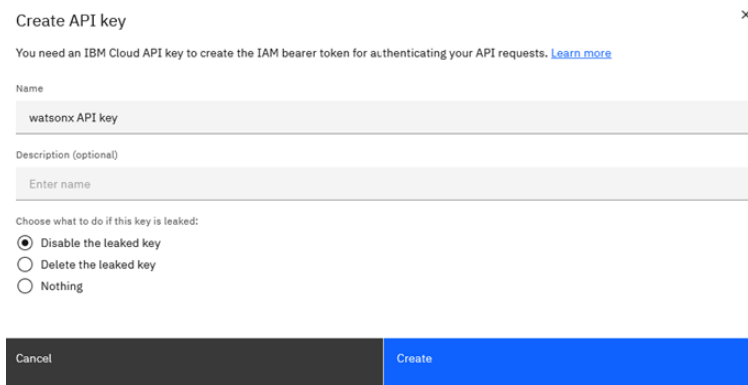 Create API key
You need an IBM Cloud API key to create the IAM bearer token for authenticating your API requests. Learn more
Name
watsonx API key
Description (optional)
Enter name
Choose what to do if this key is leaked:
Disable the leaked key
Delete the leaked key
Nothing
Cancel
Create